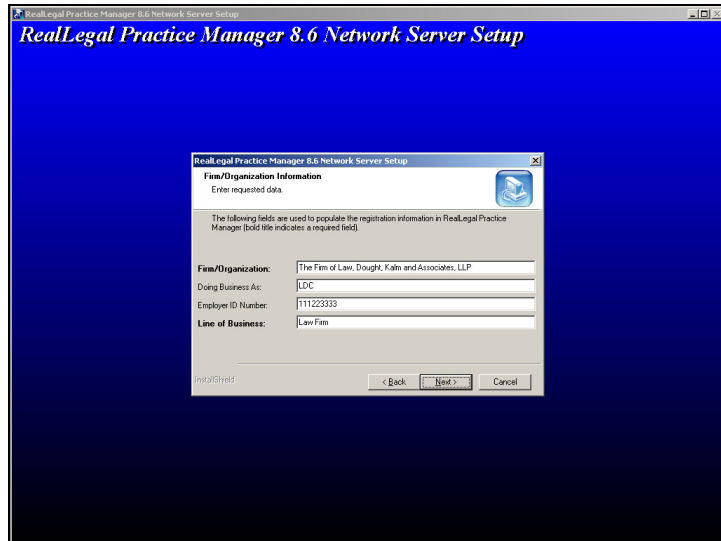 RealLegal Practice Manager 8.6 Network Server Setup
RealLegal Practice Manager 8.6 Network Server Setup
RealLegal Practice Manager 8.6 Network Server Setup
Firm/Organization Information
Enter requested data.
The following fields are used to populate the registration information in RealLegal Practice
Manager (bold title indicates a required field).
Firm/Organization: The Firm of Law, Dought, Kalm and Associates, LLP
Doing Business As: LDC
Employer ID Number: 111223333
Line of Business: Law Firm
InstallShield
< Back Next > Cancel